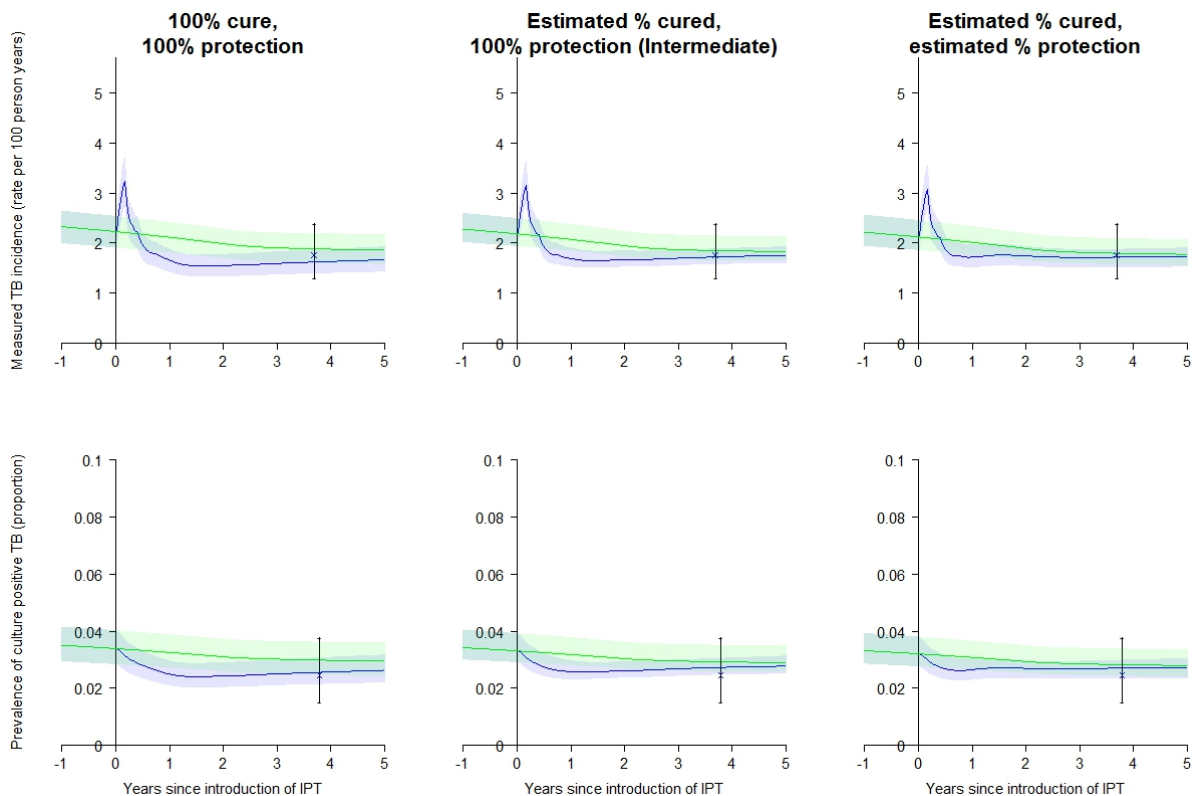 100% cure,
100% protection
Estimated % cured,
100% protection (Intermediate)
Estimated % cured,
estimated % protection
Measured TB incidence (rate per 100 person years)
5
4
3
2
1
0
-1 0 1 2 3 4 5
5
4
3
2
1
0
-1 0 1 2 3 4 5
5
4
3
2
1
0
-1 0 1 2 3 4 5
Prevalence of culture positive TB (proportion)
0.1
0.08
0.06
0.04
0.02
0
-1 0 1 2 3 4 5
Years since introduction of IPT
0.1
0.08
0.06
0.04
0.02
0
-1 0 1 2 3 4 5
Years since introduction of IPT
0.1
0.08
0.06
0.04
0.02
0
-1 0 1 2 3 4 5
Years since introduction of IPT